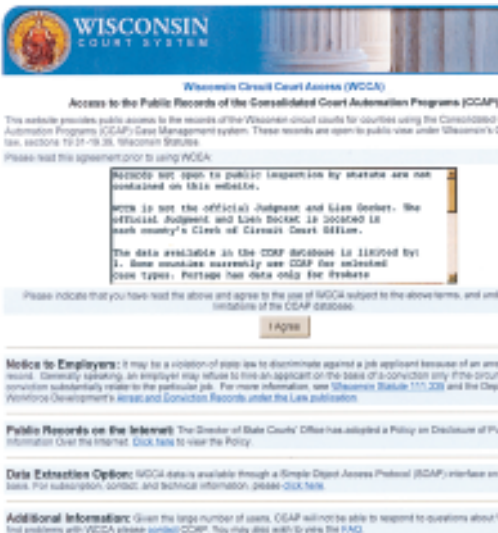 WISCONSIN
COURT SYSTEM
Wisconsin Circuit Court Access (WCCA)
Access to the Public Records of the Consolidated Court Automation Programs (CCAP)
This website provides public access to the records of the Wisconsin circuit courts for counties using the Consolidated
Automation Programs (CCAP) Case Management system. These records are open to public view under Wisconsin's
law, sections 19.31-19.39, Wisconsin Statutes.
Please read this agreement prior to using WCCA:
Records not open to public inspection by statute are not
contained on this website.
WCCA is not the official Judgment and Lien Docket. The
official Judgment and Lien Docket is located in
each county's Clerk of Circuit Court Office.
The data available in the CCAP database is limited by:
1. Some counties currently use CCAP for selected
case types. Portage has data only for Probate
Please indicate that you have read the above and agree to the use of WCCA subject to the above terms, and
limitations of the CCAP database.
I Agree
Notice to Employers: It may be a violation of state law to discriminate against a job applicant because of an
record. Generally speaking, an employer may refuse to hire an applicant on the basis of a conviction only if the
conviction substantially relate to the particular job. For more information, see Wisconsin Statute 111.335 and the
Workforce Development's Arrest and Conviction Records under the Law publication.
Public Records on the Internet: The Director of State Courts' Office has adopted a Policy on Disclosure of
Information Over the Internet. Click here to view the Policy.
Data Extraction Option: WCCA data is available through a Simple Object Access Protocol (SOAP) interface
basis. For subscription, contact, and technical information, please click here.
Additional Information: Given the large number of users, CCAP will not be able to respond to questions about
find problems with WCCA please contact CCAP. You may also wish to view the FAQ.